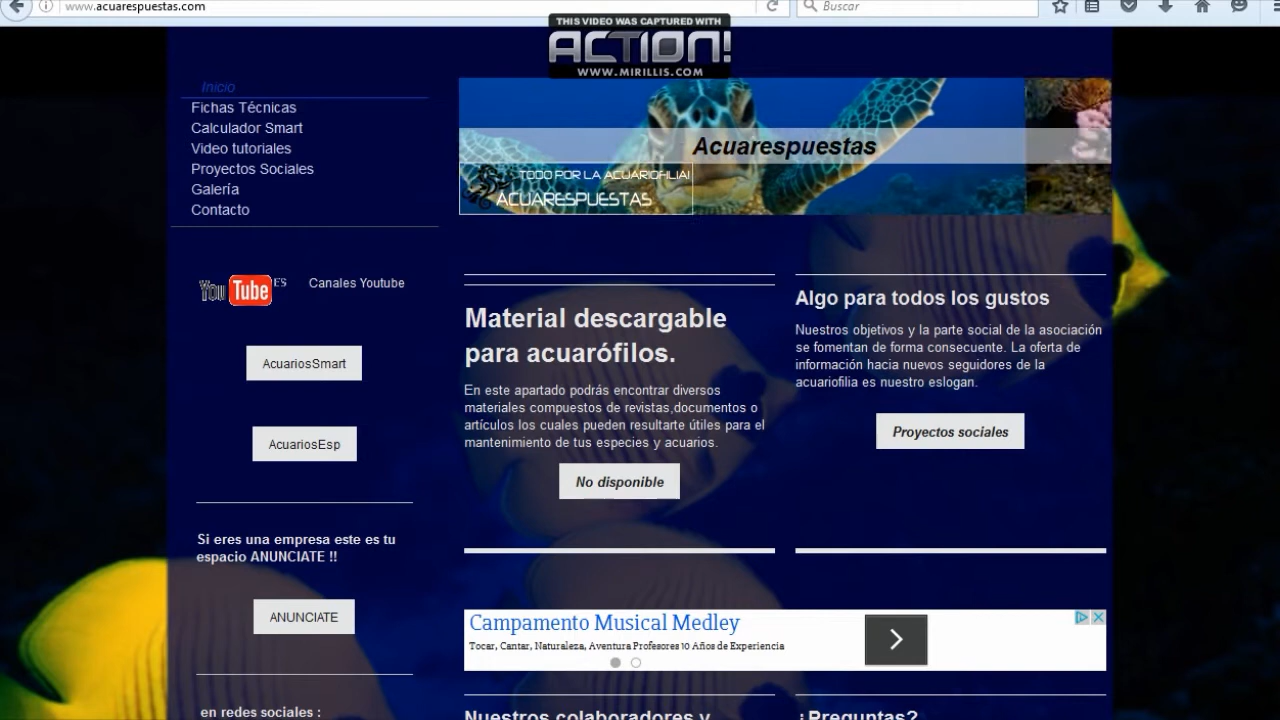 www.acuarespuestas.com
Buscar
THIS VIDEO WAS CAPTURED WITH
ACTION!
WWW.MIRILLIS.COM
Inicio
Fichas Técnicas
Calculador Smart
Video tutoriales
Proyectos Sociales
Galería
Contacto
Acuarespuestas
TODO POR LA ACUARIOFILIA!
ACUARESPUESTAS
You Tube ES
Canales Youtube
AcuariosSmart
AcuariosEsp
Si eres una empresa este es tu
espacio ANUNCIATE !!
ANUNCIATE
en redes sociales :
Material descargable
para acuarófilos.
En este apartado podrás encontrar diversos
materiales compuestos de revistas,documentos o
artículos los cuales pueden resultarte útiles para el
mantenimiento de tus especies y acuarios.
No disponible
Algo para todos los gustos
Nuestros objetivos y la parte social de la asociación
se fomentan de forma consecuente. La oferta de
información hacia nuevos seguidores de la
acuariofilia es nuestro eslogan.
Proyectos sociales
Campamento Musical Medley
Tocar, Cantar, Naturaleza, Aventura Profesores 10 Años de Experiencia
Nuestros colaboradores y
¿Preguntas?